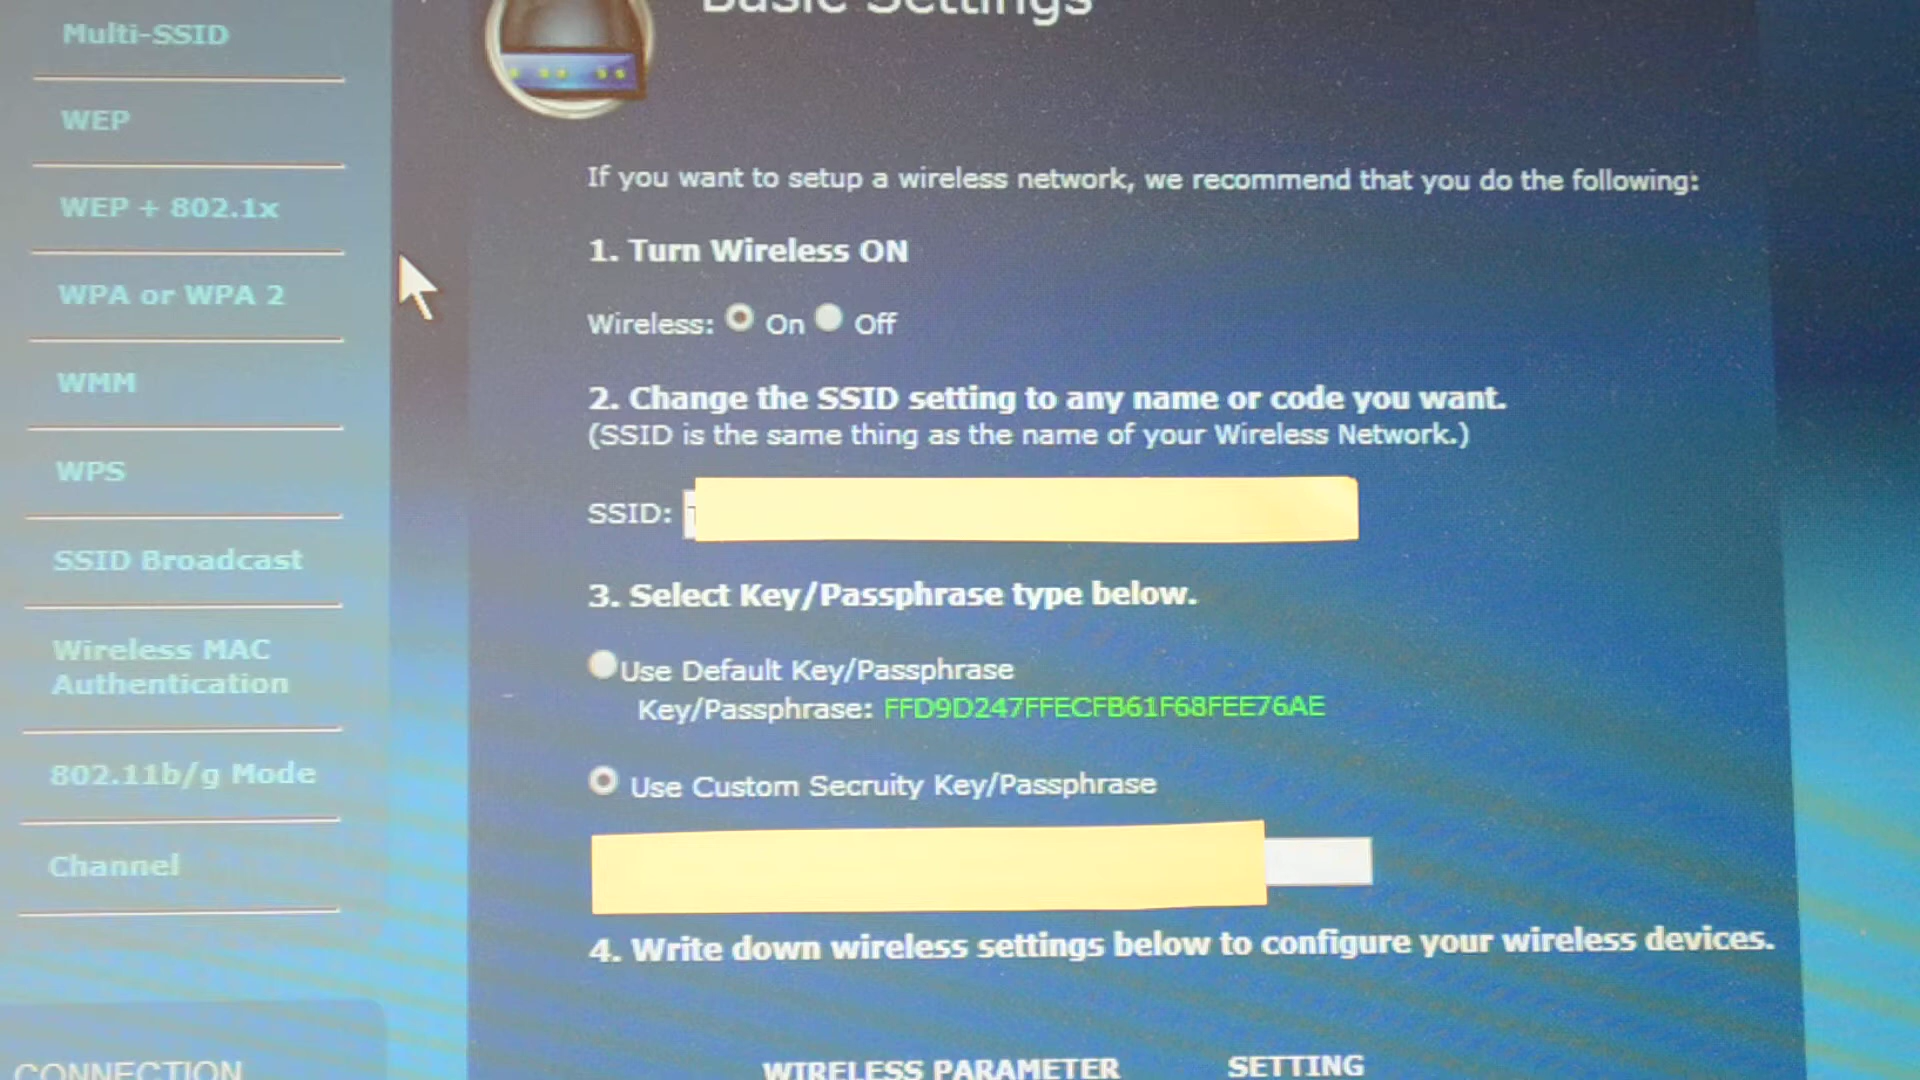 Multi-SSID
WEP
WEP + 802.1x
WPA or WPA 2
WMM
WPS
SSID Broadcast
Wireless MAC
Authentication
802.11b/g Mode
Channel
CONNECTION
Basic Settings
If you want to setup a wireless network, we recommend that you do the following:
1. Turn Wireless ON
Wireless: On Off
2. Change the SSID setting to any name or code you want.
(SSID is the same thing as the name of your Wireless Network.)
SSID:
3. Select Key/Passphrase type below.
Use Default Key/Passphrase
Key/Passphrase: FFD9D247FFECFB61F68FEE76AE
Use Custom Secruity Key/Passphrase
4. Write down wireless settings below to configure your wireless devices.
WIRELESS PARAMETER SETTING